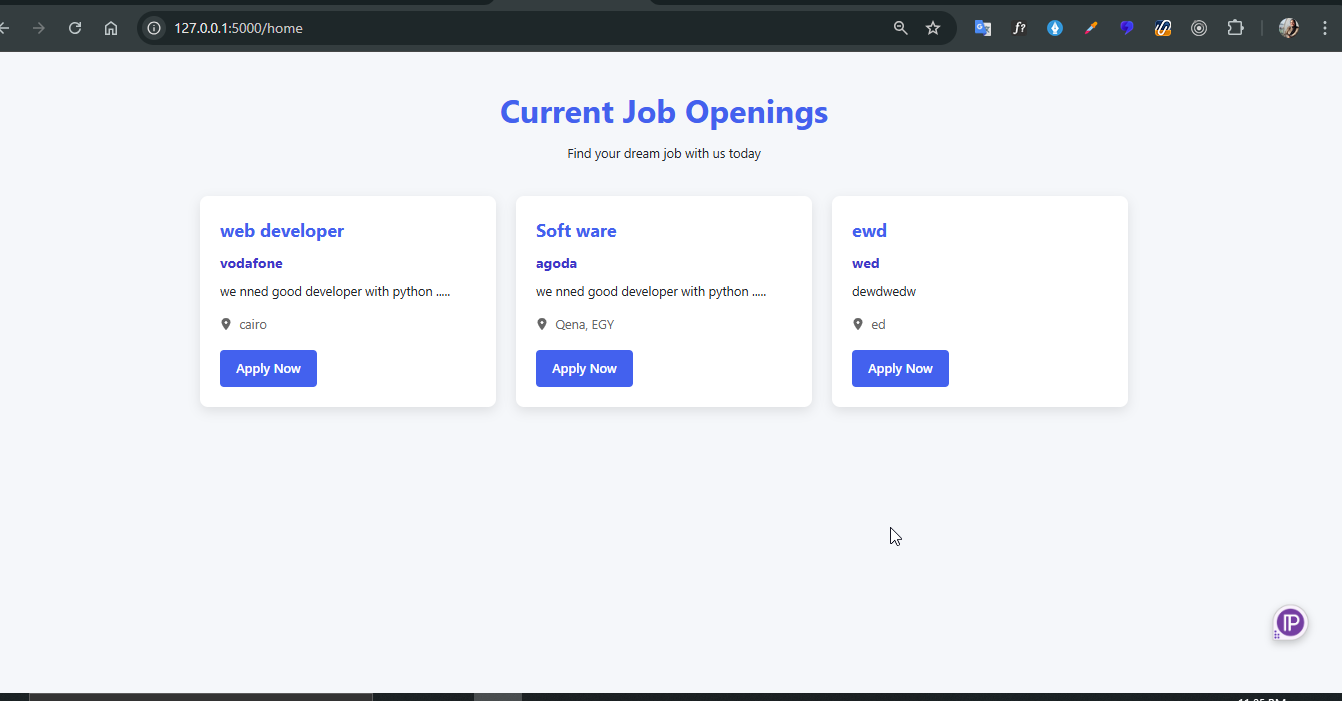 127.0.0.1:5000/home
f?
Current Job Openings
Find your dream job with us today
web developer
vodafone
we nned good developer with python .....
cairo
Apply Now
Soft ware
agoda
we nned good developer with python .....
Qena, EGY
Apply Now
ewd
wed
dewdwedw
ed
Apply Now
IP